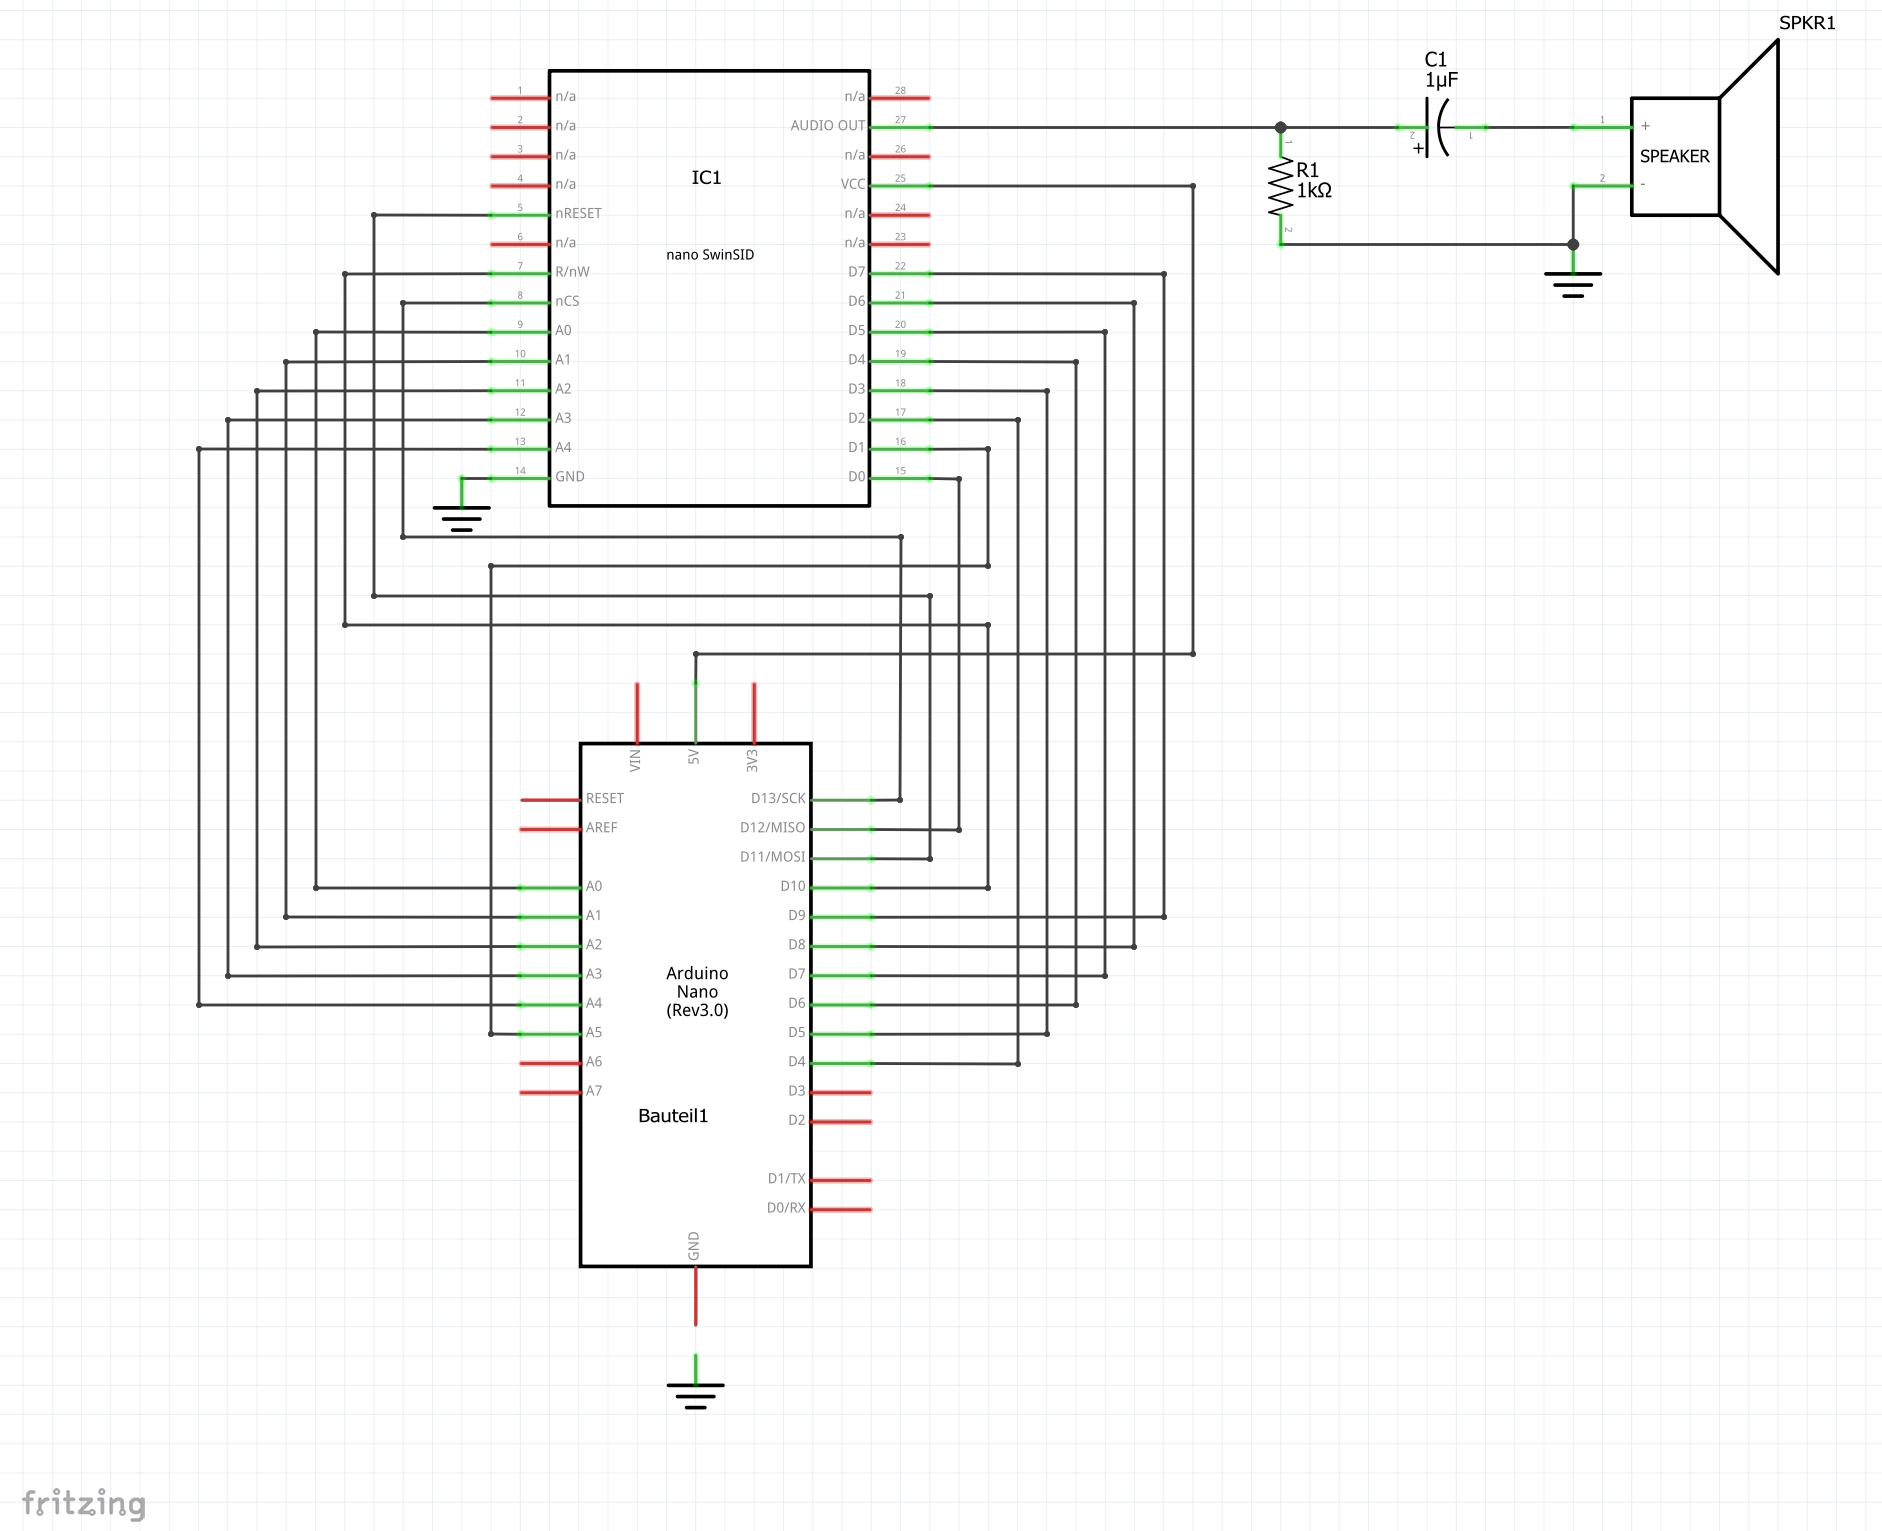 SPKR1
C1
1µF
1
n/a
2
n/a
3
n/a
4
n/a
5
nRESET
6
n/a
7
R/nW
8
nCS
9
A0
10
A1
11
A2
12
A3
13
A4
14
GND
IC1
nano SwinSID
n/a
28
AUDIO OUT
27
n/a
26
VCC
25
n/a
24
n/a
23
D7
22
D6
21
D5
20
D4
19
D3
18
D2
17
D1
16
D0
15
1
R1
1kΩ
2
2
+
1
1
+
SPEAKER
2
-
VIN
5V
3V3
RESET
AREF
A0
A1
A2
A3
A4
A5
A6
A7
Arduino
Nano
(Rev3.0)
Bauteil1
D13/SCK
D12/MISO
D11/MOSI
D10
D9
D8
D7
D6
D5
D4
D3
D2
D1/TX
D0/RX
GND
fritzing